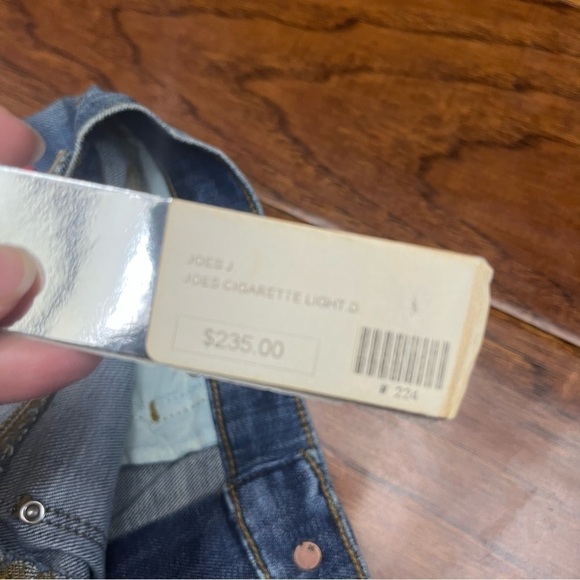 JOES J
JOES CIGARETTE LIGHT D
$235.00
# 224